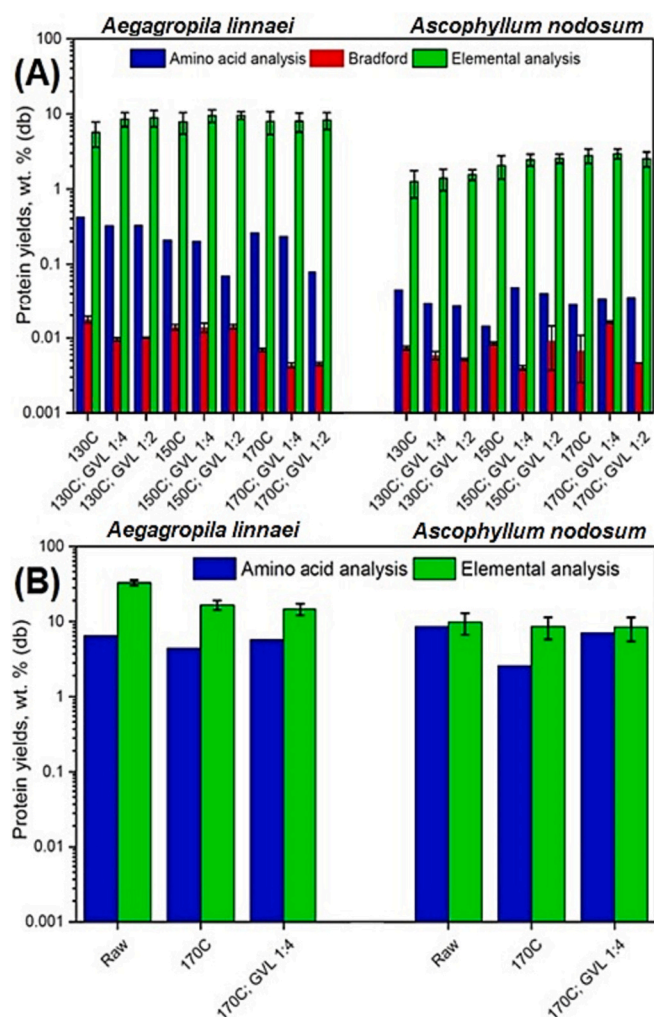 Aegagropila linnaei Ascophyllum nodosum
(A)
Amino acid analysis Bradford Elemental analysis
Protein yields, wt. % (db)
100
10
1
0.1
0.01
0.001
130C
130C; GVL 1:4
130C; GVL 1:2
150C
150C; GVL 1:4
150C; GVL 1:2
170C
170C; GVL 1:4
170C; GVL 1:2
130C
130C; GVL 1:4
130C; GVL 1:2
150C
150C; GVL 1:4
150C; GVL 1:2
170C
170C; GVL 1:4
170C; GVL 1:2
Aegagropila linnaei Ascophyllum nodosum
(B)
Amino acid analysis Elemental analysis
Protein yields, wt. % (db)
100
10
1
0.1
0.01
0.001
Raw
170C
170C; GVL 1:4
Raw
170C
170C; GVL 1:4